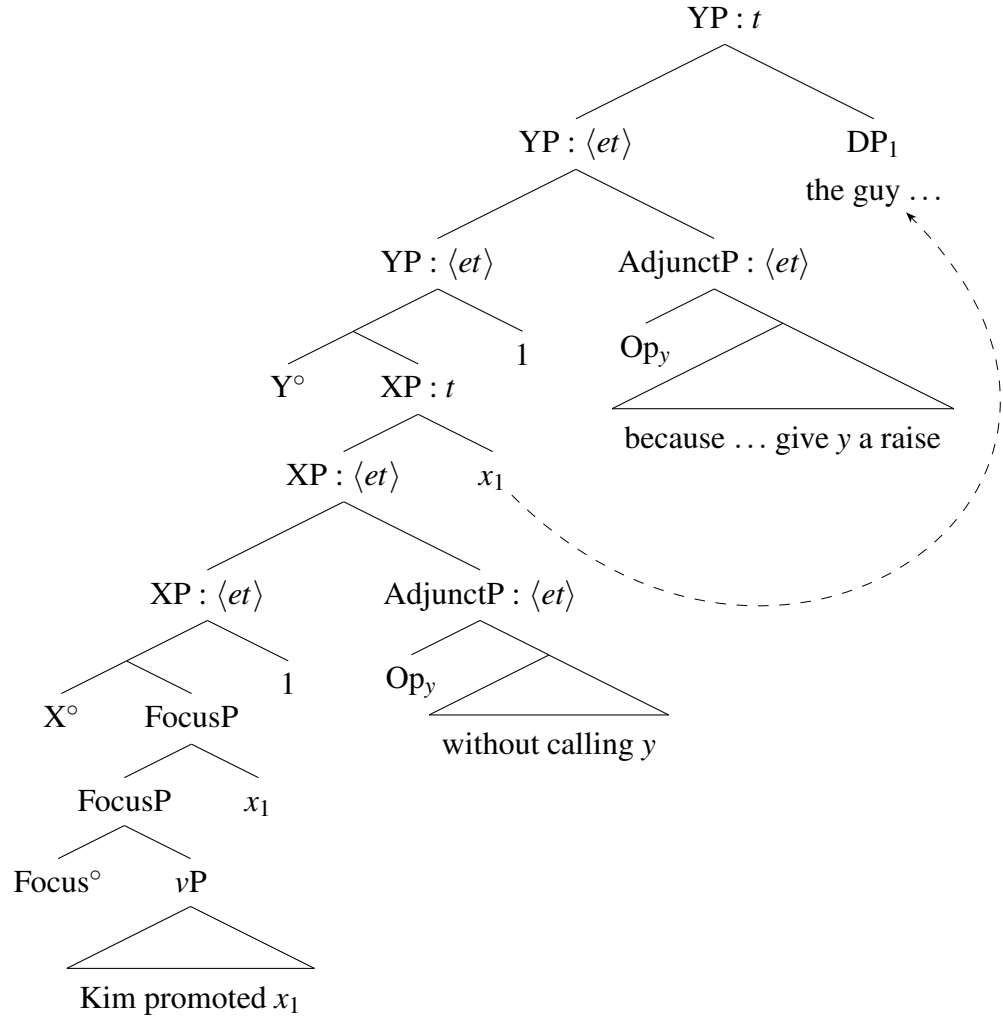 YP : t
YP : ⟨et⟩ DP₁
the guy …
YP : ⟨et⟩ AdjunctP : ⟨et⟩
Opy 1
Y° XP : t
because … give y a raise
XP : ⟨et⟩ x₁
XP : ⟨et⟩ AdjunctP : ⟨et⟩
Opy 1
X° FocusP
without calling y
FocusP x₁
Focus° vP
Kim promoted x₁